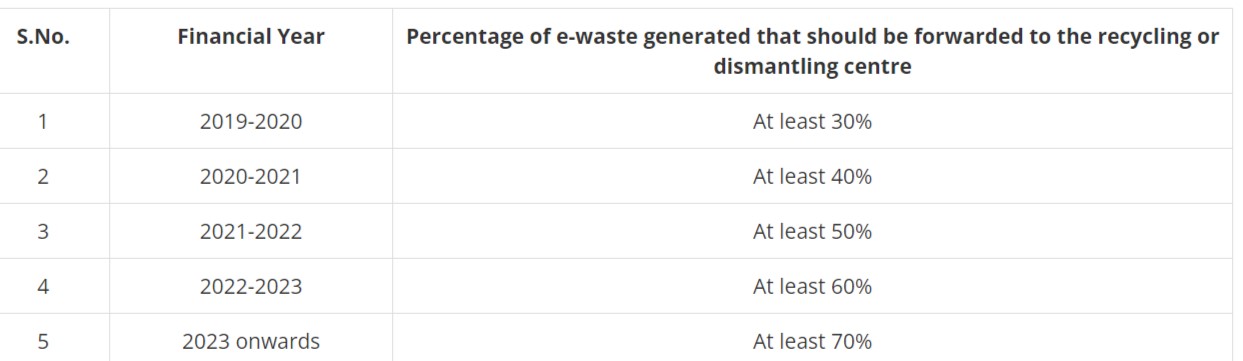 S.No. Financial Year Percentage of e-waste generated that should be forwarded to the recycling or
dismantling centre
1 2019-2020 At least 30%
2 2020-2021 At least 40%
3 2021-2022 At least 50%
4 2022-2023 At least 60%
5 2023 onwards At least 70%